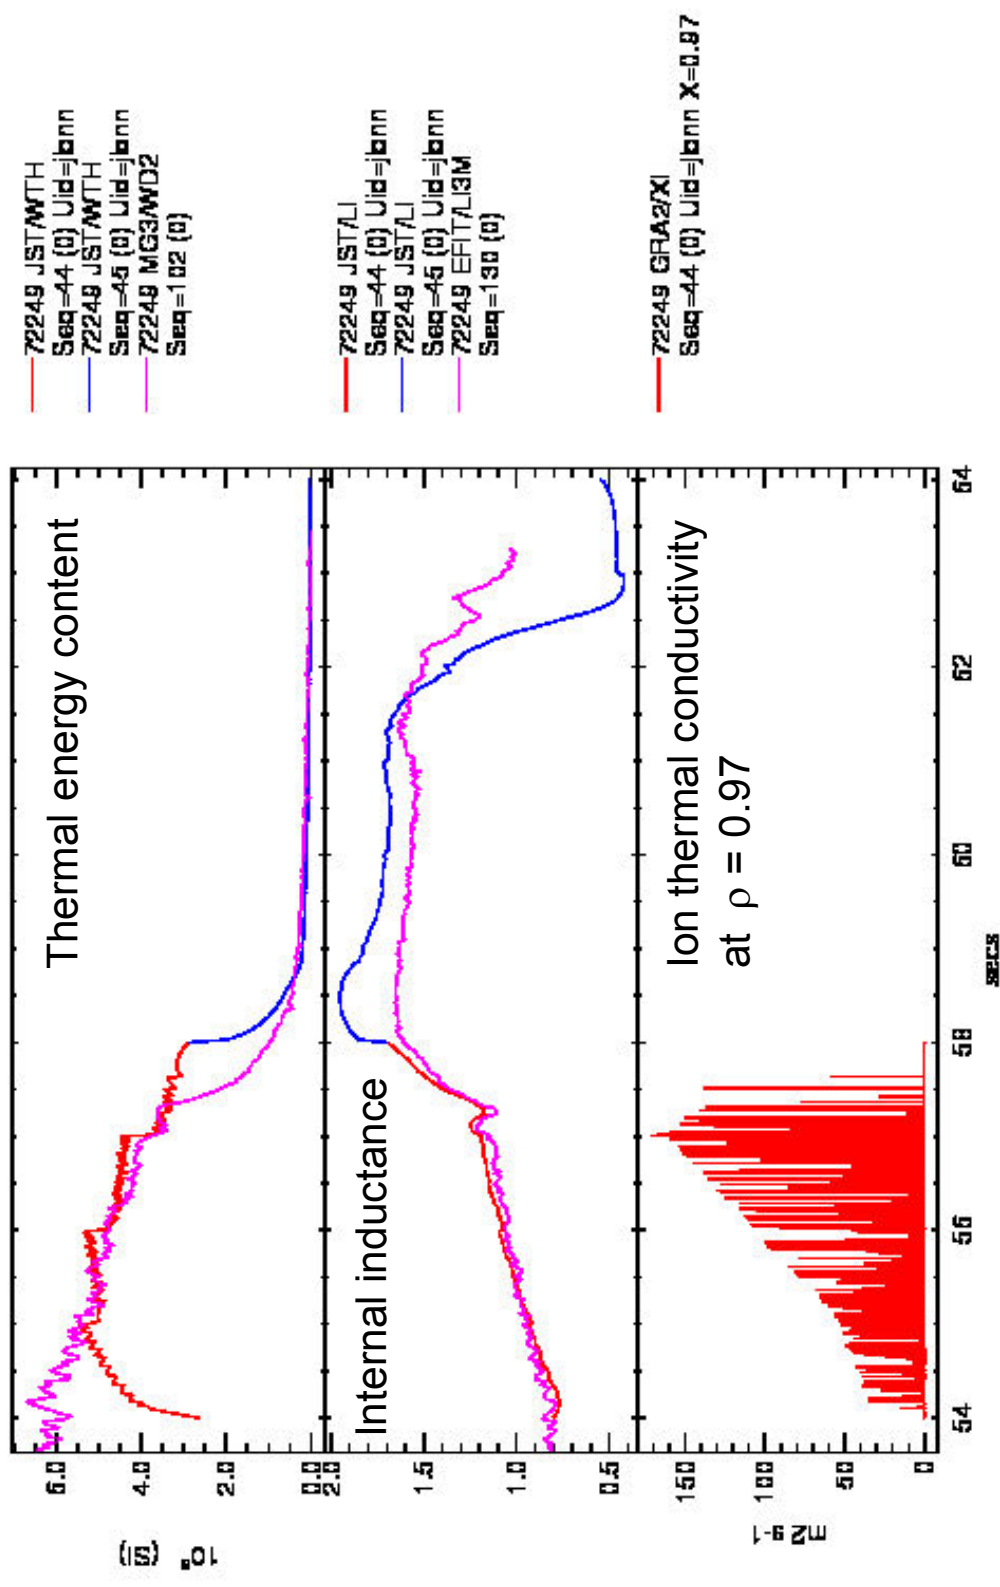 72249 JST/WTH
Seq=44 (0) Uid=jbnn
72249 JST/WTH
Seq=45 (0) Uid=jbnn
72249 MG3/WD2
Seq=102 (0)
Thermal energy content
6.0
4.0
2.0
0.0
10⁶ (SI)
72249 JST/LI
Seq=44 (0) Uid=jbnn
72249 JST/LI
Seq=45 (0) Uid=jbnn
72249 EFIT/LI3M
Seq=130 (0)
Internal inductance
2.0
1.5
1.0
0.5
72249 GRA2/XI
Seq=44 (0) Uid=jbnn X=0.97
Ion thermal conductivity
at ρ = 0.97
150
100
50
0
m2 s-1
54 56 58 60 62 64
secs